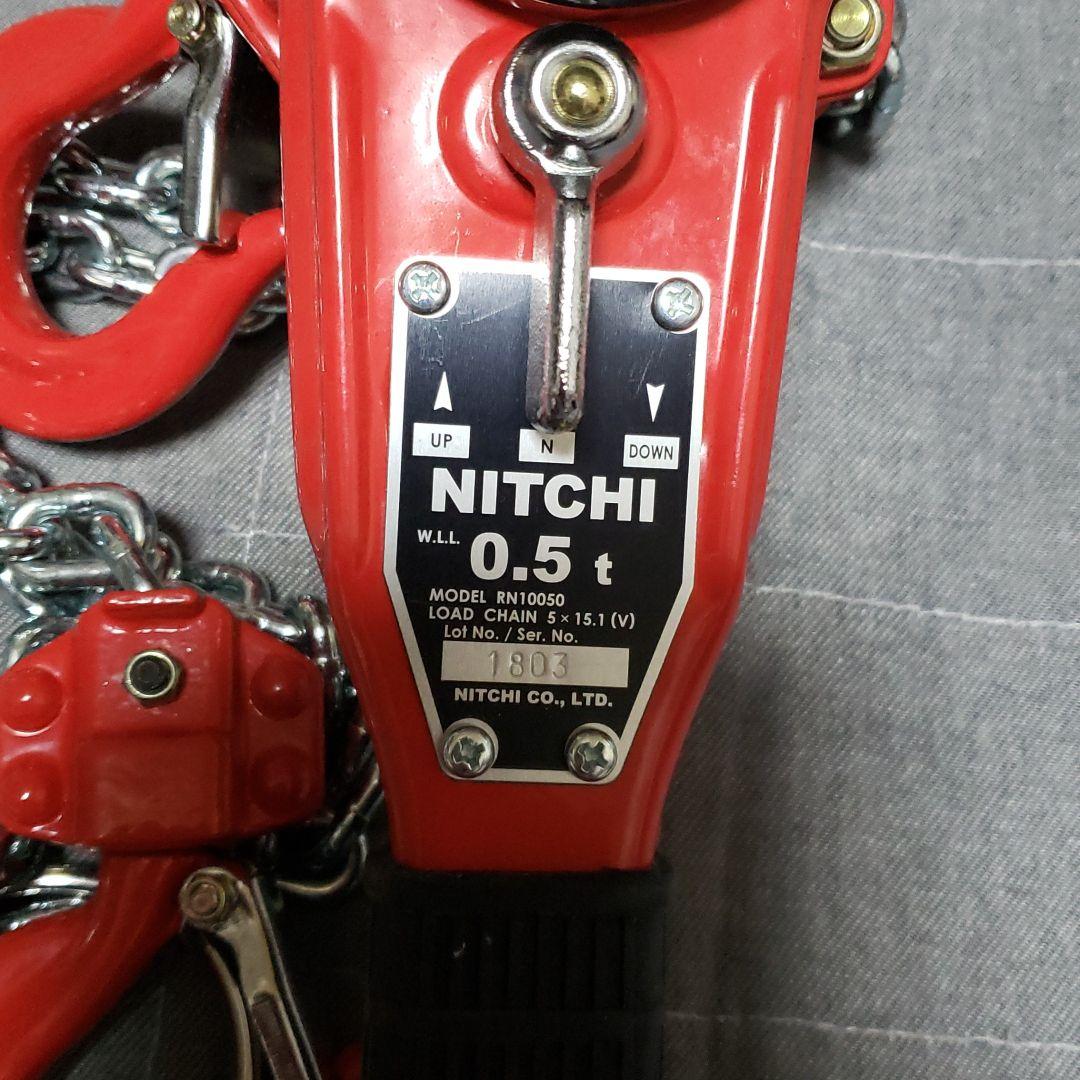 UP N DOWN
NITCHI
W.L.L. 0.5 t
MODEL RN10050
LOAD CHAIN 5×15.1 (V)
Lot No. / Ser. No.
1803
NITCHI CO., LTD.